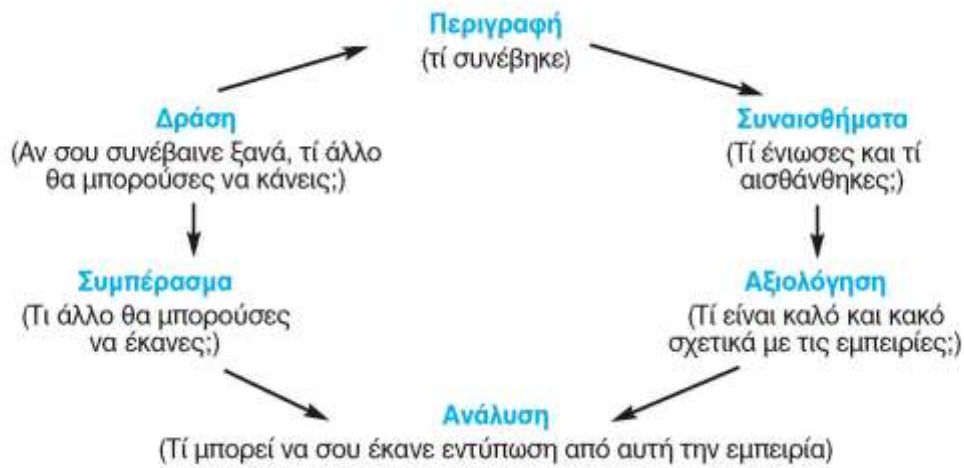 Περιγραφή
(τί συνέβηκε)
Δράση
(Αν σου συνέβαινε ξανά, τί άλλο
θα μπορούσες να κάνεις;)
Συναισθήματα
(Τί ένιωσες και τί
αισθάνθηκες;)
Συμπέρασμα
(Τι άλλο θα μπορούσες
να έκανες;)
Αξιολόγηση
(Τί είναι καλό και κακό
σχετικά με τις εμπειρίες;)
Ανάλυση
(Τί μπορεί να σου έκανε εντύπωση από αυτή την εμπειρία)